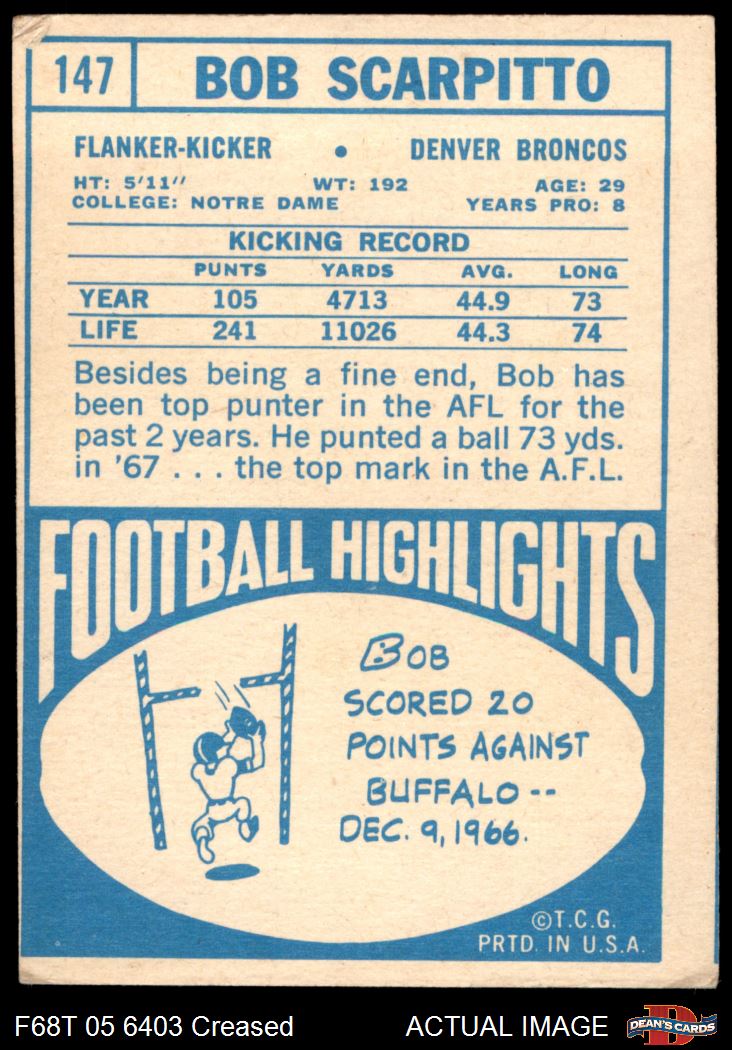 147 BOB SCARPITTO
FLANKER-KICKER • DENVER BRONCOS
HT: 5'11" WT: 192 AGE: 29
COLLEGE: NOTRE DAME YEARS PRO: 8
KICKING RECORD
PUNTS YARDS AVG. LONG
YEAR 105 4713 44.9 73
LIFE 241 11026 44.3 74
Besides being a fine end, Bob has
been top punter in the AFL for the
past 2 years. He punted a ball 73 yds.
in '67 . . . the top mark in the A.F.L.
FOOTBALL HIGHLIGHTS
BOB
SCORED 20
POINTS AGAINST
BUFFALO --
DEC. 9, 1966.
©T.C.G.
PRTD. IN U.S.A.
F68T 05 6403 Creased ACTUAL IMAGE DEAN'S CARDS